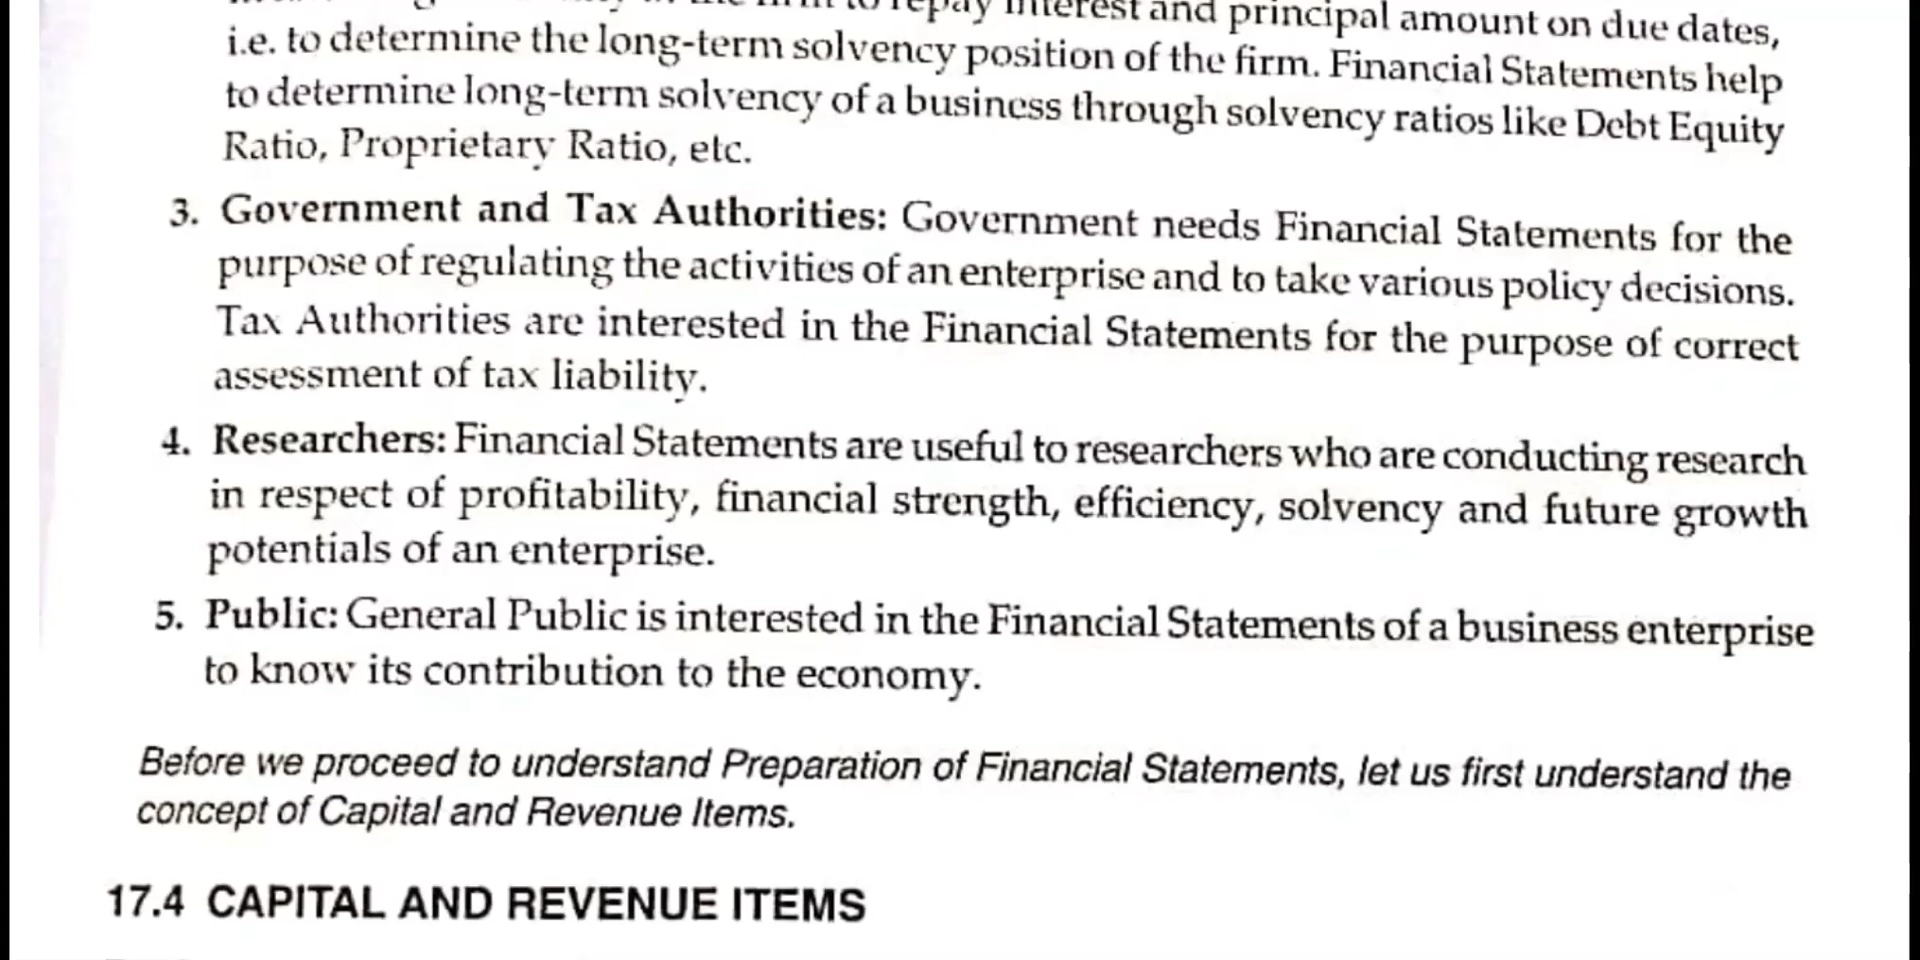 to repay interest and principal amount on due dates,
i.e. to determine the long-term solvency position of the firm. Financial Statements help
to determine long-term solvency of a business through solvency ratios like Debt Equity
Ratio, Proprietary Ratio, etc.
3. Government and Tax Authorities: Government needs Financial Statements for the
purpose of regulating the activities of an enterprise and to take various policy decisions.
Tax Authorities are interested in the Financial Statements for the purpose of correct
assessment of tax liability.
4. Researchers: Financial Statements are useful to researchers who are conducting research
in respect of profitability, financial strength, efficiency, solvency and future growth
potentials of an enterprise.
5. Public: General Public is interested in the Financial Statements of a business enterprise
to know its contribution to the economy.
Before we proceed to understand Preparation of Financial Statements, let us first understand the
concept of Capital and Revenue Items.
17.4 CAPITAL AND REVENUE ITEMS